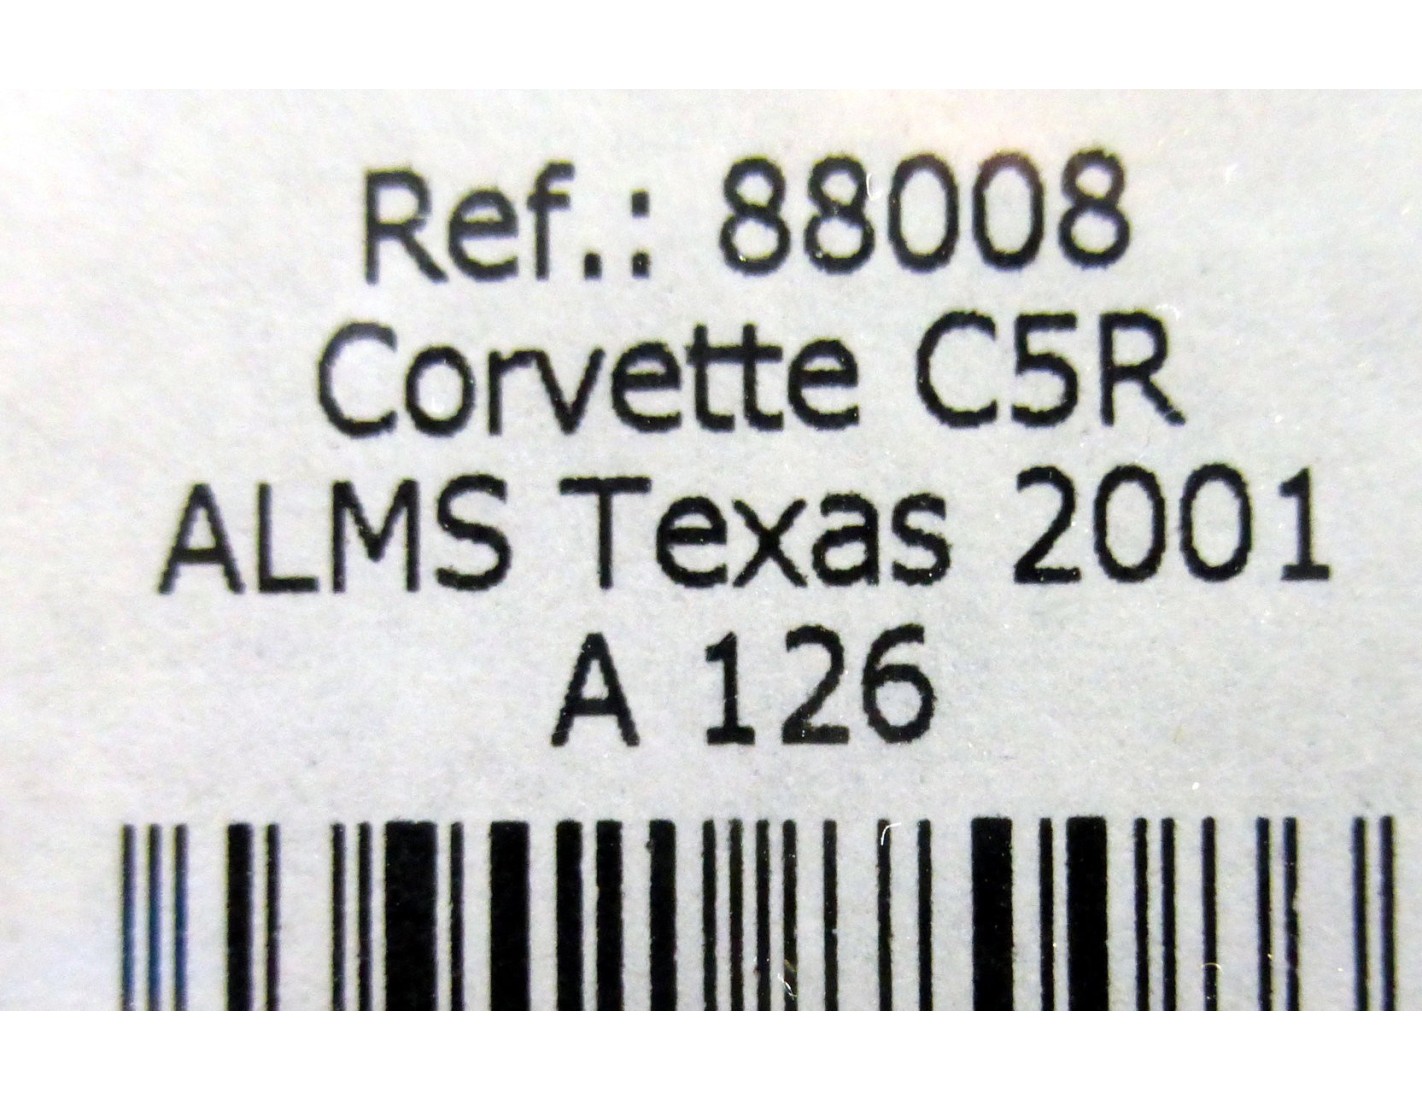 Ref.: 88008
Corvette C5R
ALMS Texas 2001
A 126